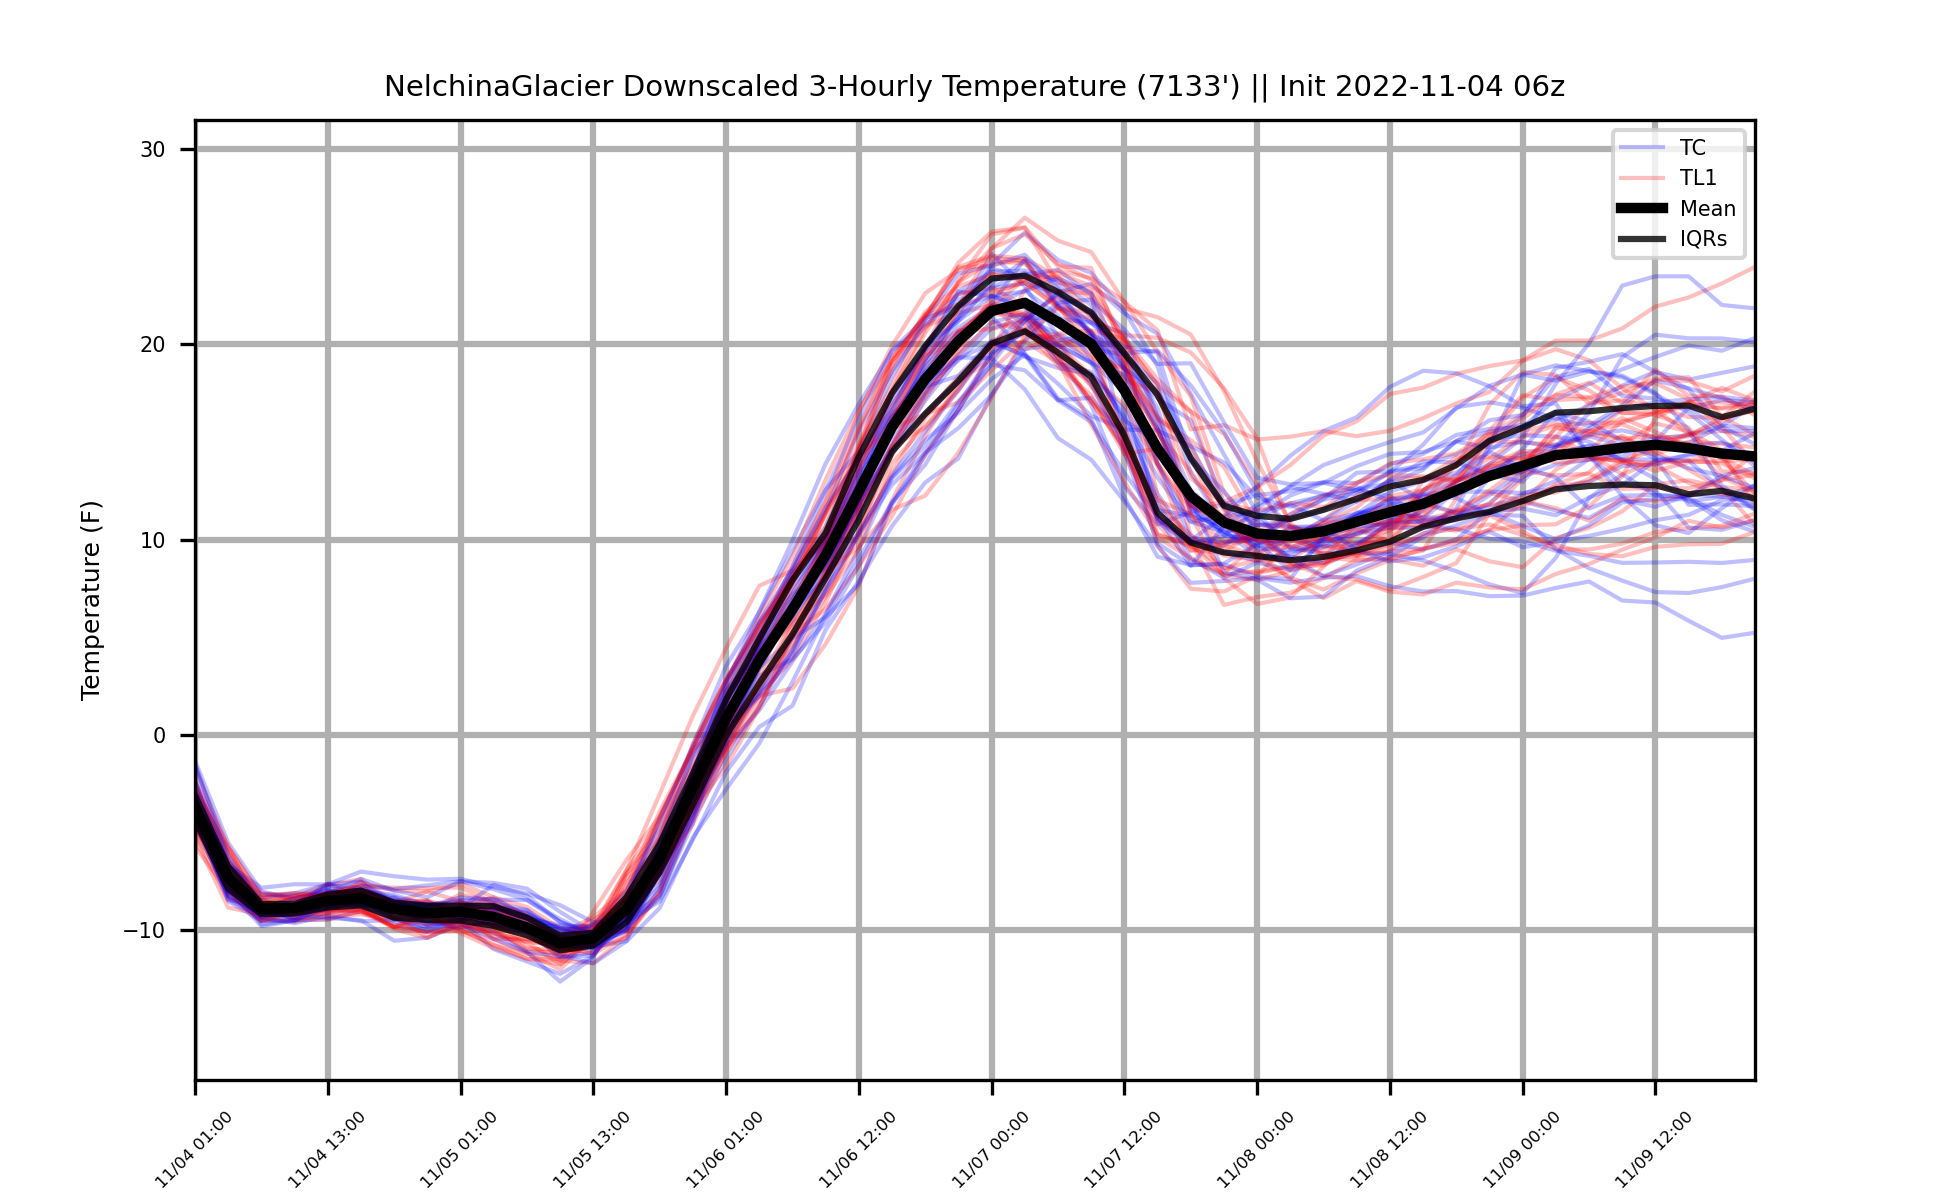 NelchinaGlacier Downscaled 3-Hourly Temperature (7133') || Init 2022-11-04 06z
TC
TL1
Mean
IQRs
Temperature (F)
30
20
10
0
−10
11/04 01:00
11/04 13:00
11/05 01:00
11/05 13:00
11/06 01:00
11/06 12:00
11/07 00:00
11/07 12:00
11/08 00:00
11/08 12:00
11/09 00:00
11/09 12:00